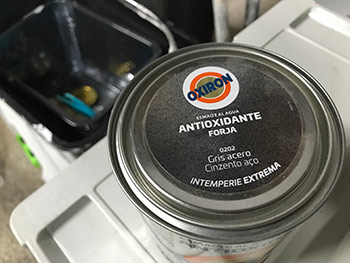 OXIRON
ESMALTE AL AGUA
ANTIOXIDANTE
FORJA
0202
Gris acero
Cinzento aço
INTEMPERIE EXTREMA